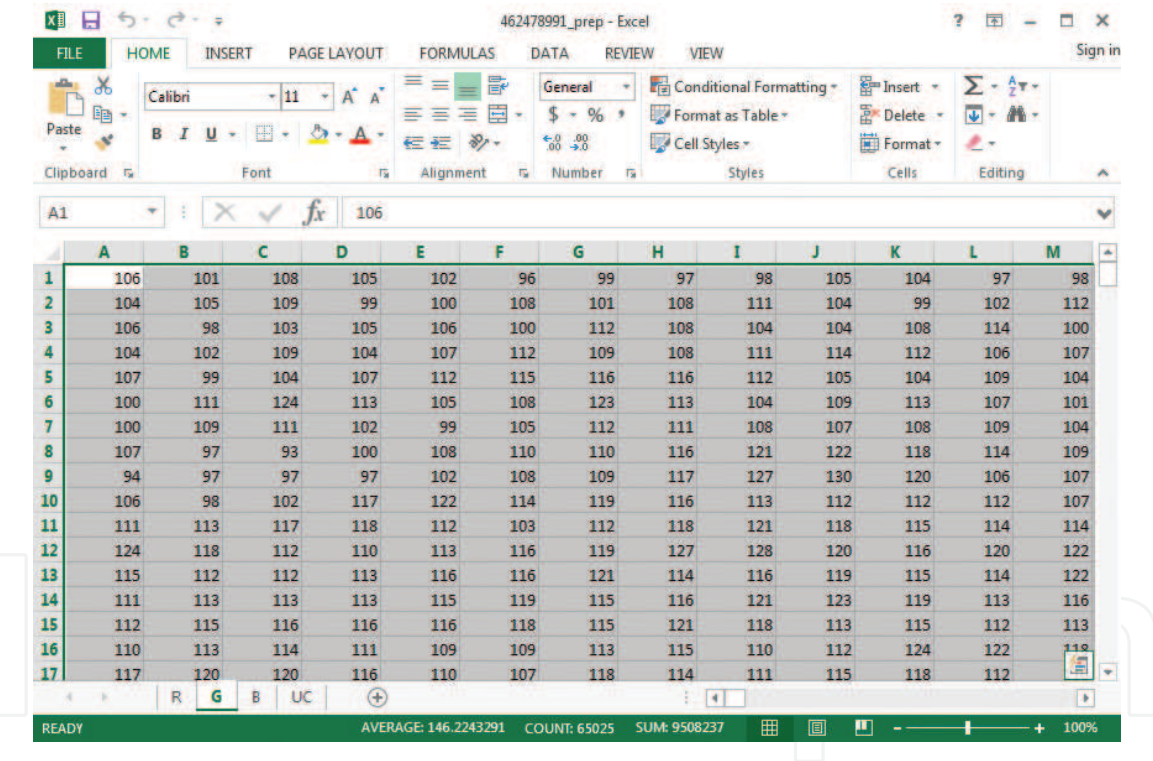 462478991_prep - Excel
?
FILE HOME INSERT PAGE LAYOUT FORMULAS DATA REVIEW VIEW Sign in
Paste Calibri 11 A A General Conditional Formatting Insert Σ
B I U A $ % , Format as Table Delete
Cell Styles Format
Clipboard Font Alignment Number Styles Cells Editing
A1 fx 106
A B C D E F G H I J K L M
1 106 101 108 105 102 96 99 97 98 105 104 97 98
2 104 105 109 99 100 108 101 108 111 104 99 102 112
3 106 98 103 105 106 100 112 108 104 104 108 114 100
4 104 102 109 104 107 112 109 108 111 114 112 106 107
5 107 99 104 107 112 115 116 116 112 105 104 109 104
6 100 111 124 113 105 108 123 113 104 109 113 107 101
7 100 109 111 102 99 105 112 111 108 107 108 109 104
8 107 97 93 100 108 110 110 116 121 122 118 114 109
9 94 97 97 97 102 108 109 117 127 130 120 106 107
10 106 98 102 117 122 114 119 116 113 112 112 112 107
11 111 113 117 118 112 103 112 118 121 118 115 114 114
12 124 118 112 110 113 116 119 127 128 120 116 120 122
13 115 112 112 113 116 116 121 114 116 119 115 114 122
14 111 113 113 113 115 119 115 116 121 123 119 113 116
15 112 115 116 116 116 118 115 121 118 113 115 112 113
16 110 113 114 111 109 109 113 115 110 112 124 122
17 117 120 120 116 110 107 118 114 111 115 118 112
R G B UC
READY AVERAGE: 146.2243291 COUNT: 65025 SUM: 9508237 100%